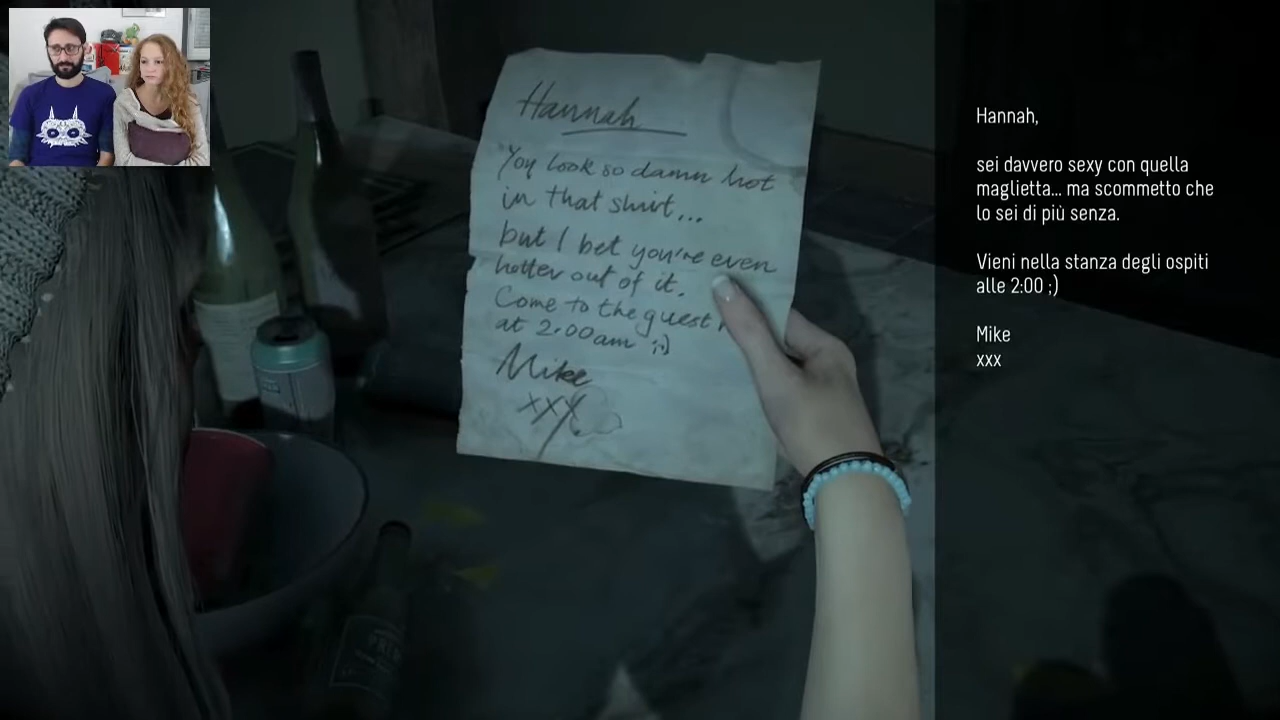 Hannah
You look so damn hot
in that shirt...
but I bet you're even
hotter out of it.
Come to the guest
at 2.00am ;)
Mike
xxx
Hannah,
sei davvero sexy con quella
maglietta... ma scommetto che
lo sei di più senza.
Vieni nella stanza degli ospiti
alle 2:00 ;)
Mike
xxx